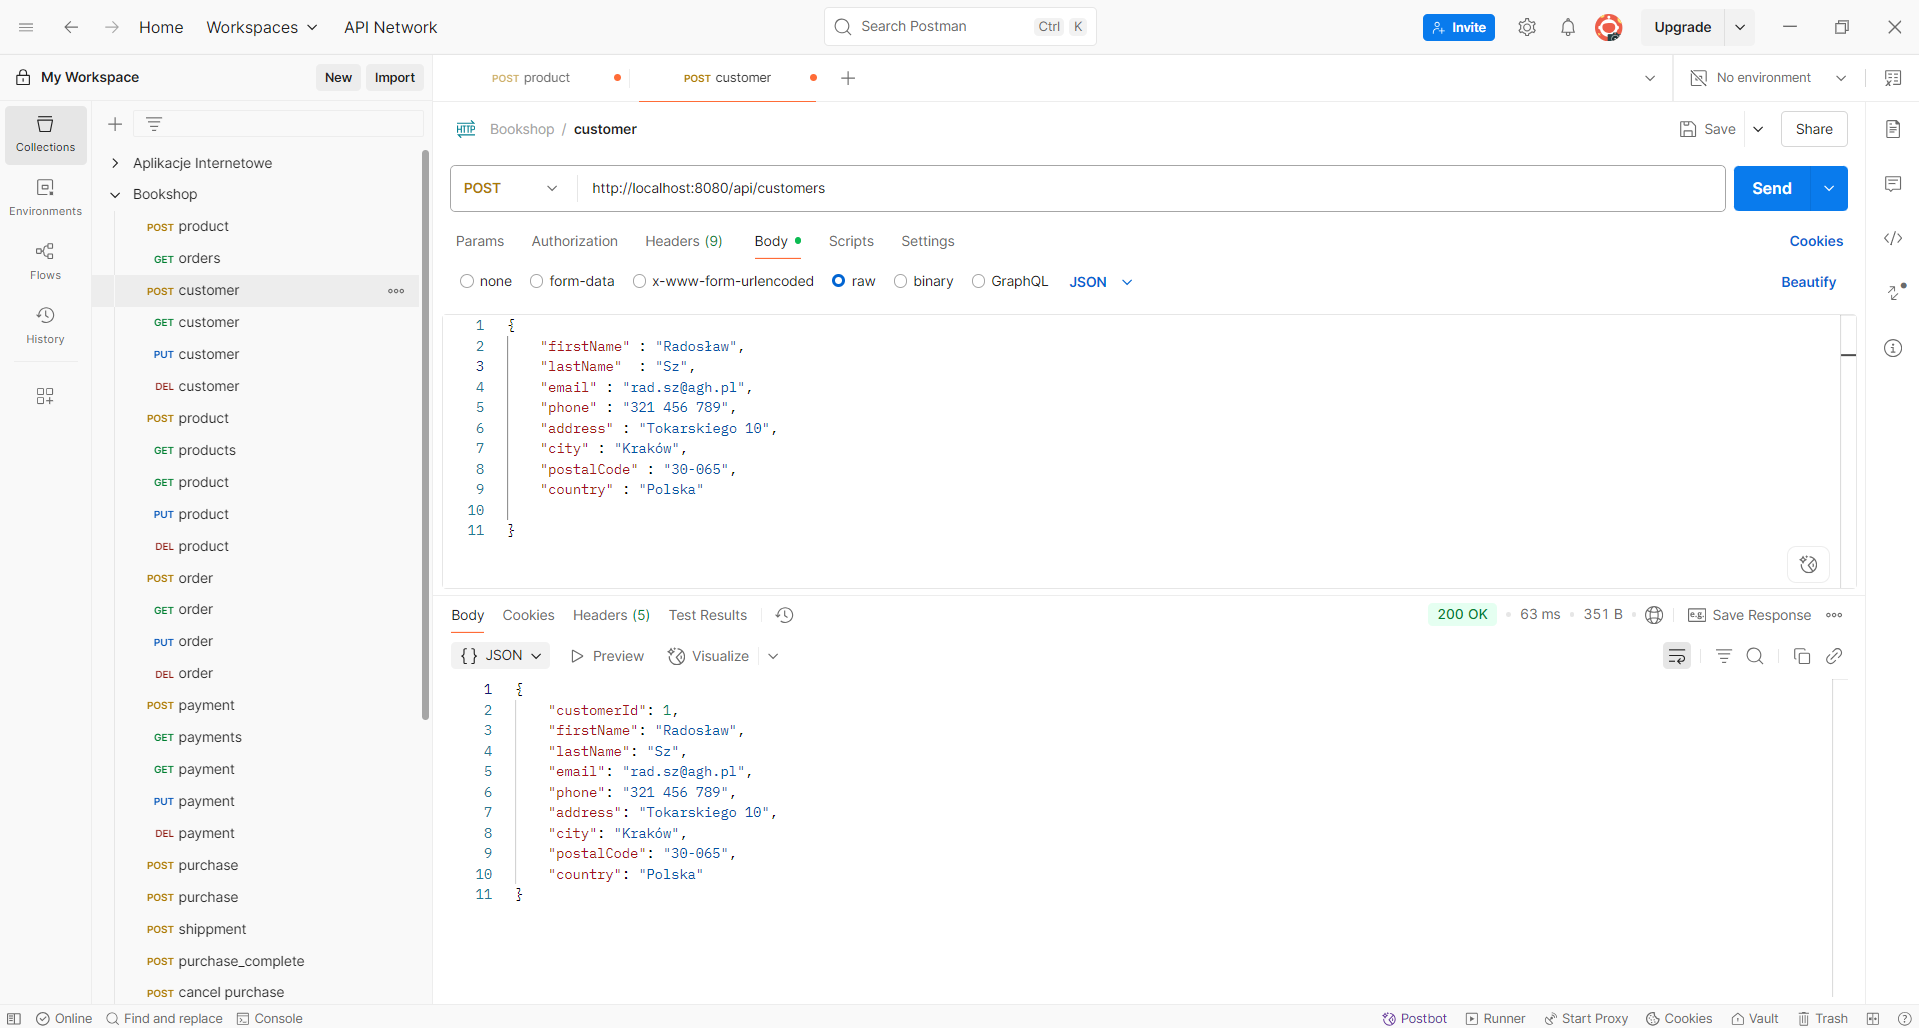 Home Workspaces API Network Search Postman Ctrl K Invite Upgrade
My Workspace New Import POST product POST customer No environment
Collections
Environments
Flows
History
Aplikacje Internetowe
Bookshop
POST product
GET orders
POST customer
GET customer
PUT customer
DEL customer
POST product
GET products
GET product
PUT product
DEL product
POST order
GET order
PUT order
DEL order
POST payment
GET payments
GET payment
PUT payment
DEL payment
POST purchase
POST purchase
POST shippment
POST purchase_complete
POST cancel purchase
HTTP Bookshop / customer Save Share
POST http://localhost:8080/api/customers Send
Params Authorization Headers (9) Body Scripts Settings Cookies
none form-data x-www-form-urlencoded raw binary GraphQL JSON Beautify
1 {
2 "firstName" : "Radosław",
3 "lastName"  : "Sz",
4 "email" : "rad.sz@agh.pl",
5 "phone" : "321 456 789",
6 "address" : "Tokarskiego 10",
7 "city" : "Kraków",
8 "postalCode" : "30-065",
9 "country" : "Polska"
10
11 }
Body Cookies Headers (5) Test Results 200 OK 63 ms 351 B e.g. Save Response
{} JSON Preview Visualize
1 {
2 "customerId": 1,
3 "firstName": "Radosław",
4 "lastName": "Sz",
5 "email": "rad.sz@agh.pl",
6 "phone": "321 456 789",
7 "address": "Tokarskiego 10",
8 "city": "Kraków",
9 "postalCode": "30-065",
10 "country": "Polska"
11 }
Online Find and replace Console Postbot Runner Start Proxy Cookies Vault Trash